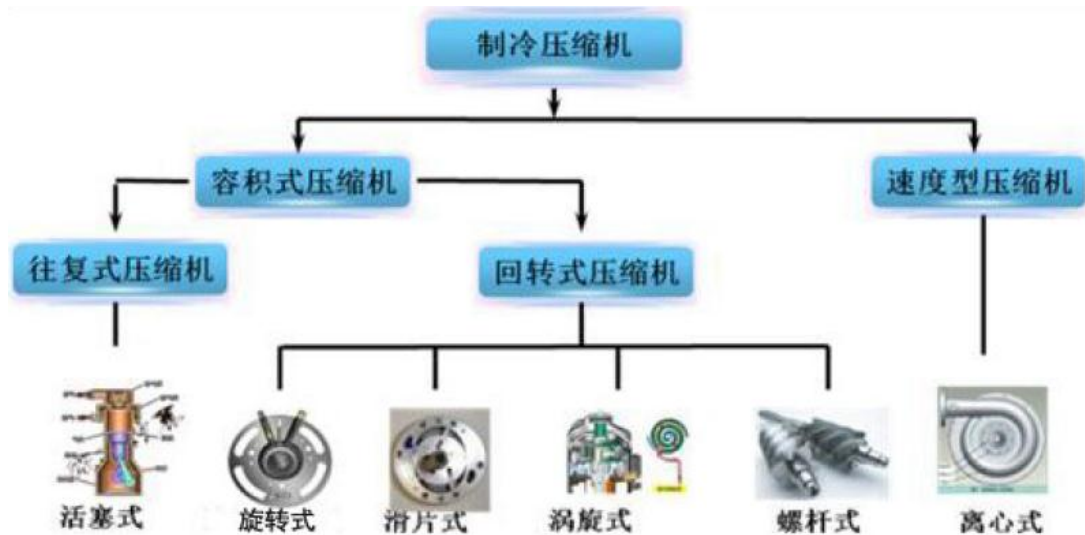 制冷压缩机
容积式压缩机
速度型压缩机
往复式压缩机
回转式压缩机
活塞式
旋转式
滑片式
涡旋式
螺杆式
离心式